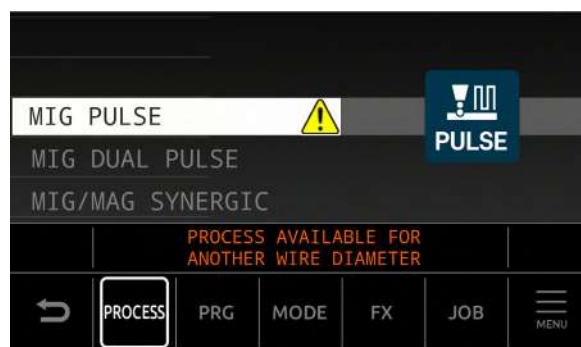 MIG PULSE
PULSE
MIG DUAL PULSE
MIG/MAG SYNERGIC
PROCESS AVAILABLE FOR
ANOTHER WIRE DIAMETER
PROCESS PRG MODE FX JOB MENU